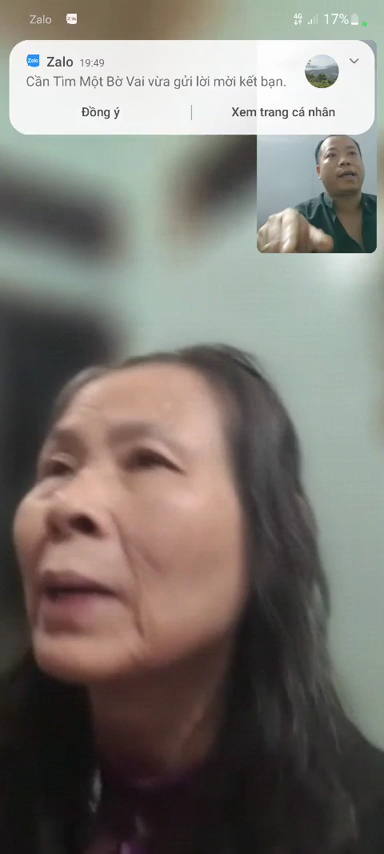 Zalo 17%
Zalo 19:49
Cần Tìm Một Bờ Vai vừa gửi lời mời kết bạn.
Đồng ý Xem trang cá nhân